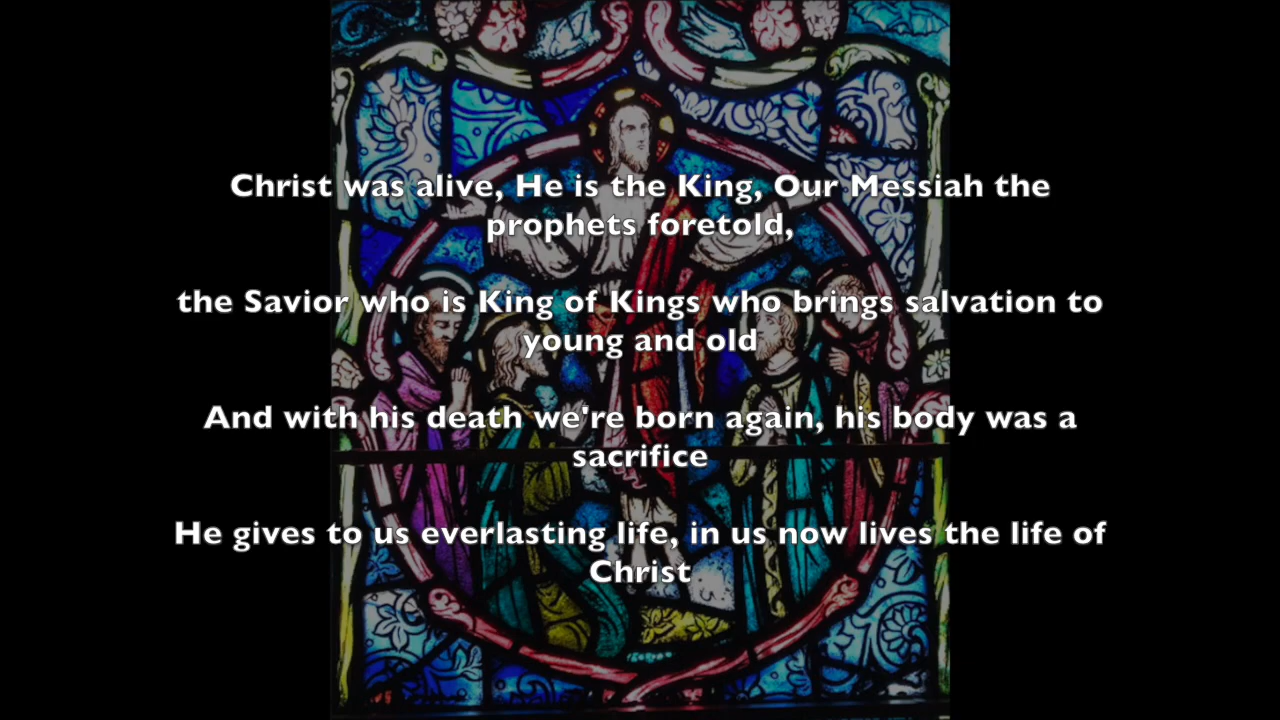 Christ was alive, He is the King, Our Messiah the
prophets foretold,
the Savior who is King of Kings who brings salvation to
young and old
And with his death we're born again, his body was a
sacrifice
He gives to us everlasting life, in us now lives the life of
Christ